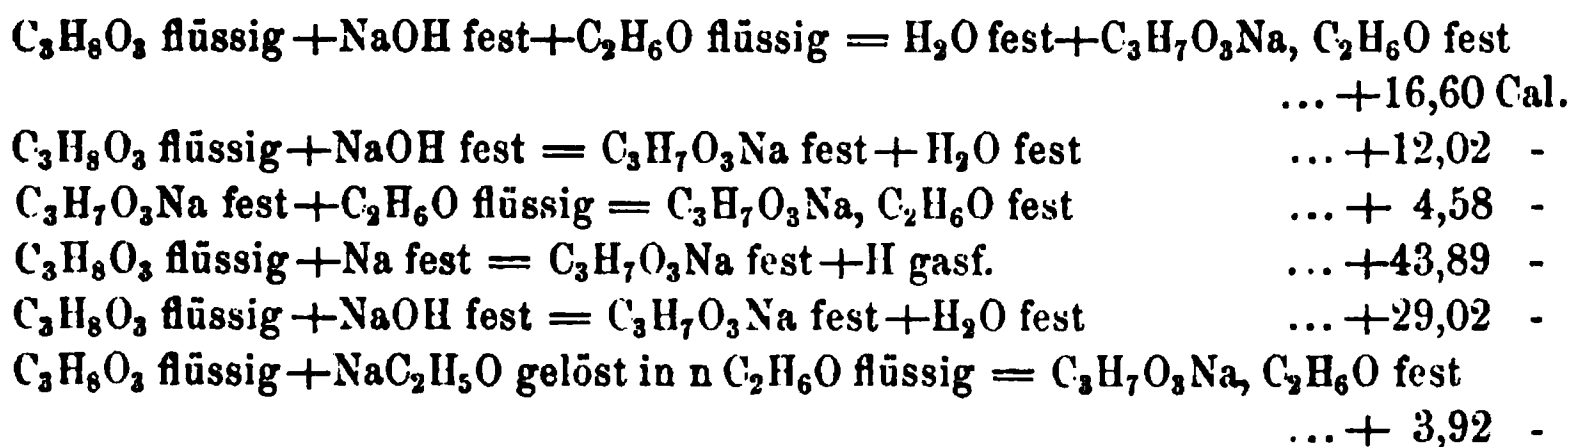 C₃H₈O₃ flüssig+NaOH fest+C₂H₆O flüssig = H₂O fest+C₃H₇O₃Na, C₂H₆O fest
... +16,60 Cal.
C₃H₈O₃ flüssig+NaOH fest = C₃H₇O₃Na fest+H₂O fest ... +12,02 -
C₃H₇O₃Na fest+C₂H₆O flüssig = C₃H₇O₃Na, C₂H₆O fest ... + 4,58 -
C₃H₈O₃ flüssig+Na fest = C₃H₇O₃Na fest+H gasf. ... +43,89 -
C₃H₈O₃ flüssig+NaOH fest = C₃H₇O₃Na fest+H₂O fest ... +29,02 -
C₃H₈O₃ flüssig+NaC₂H₅O gelöst in n C₂H₆O flüssig = C₃H₇O₃Na, C₂H₆O fest
... + 3,92 -